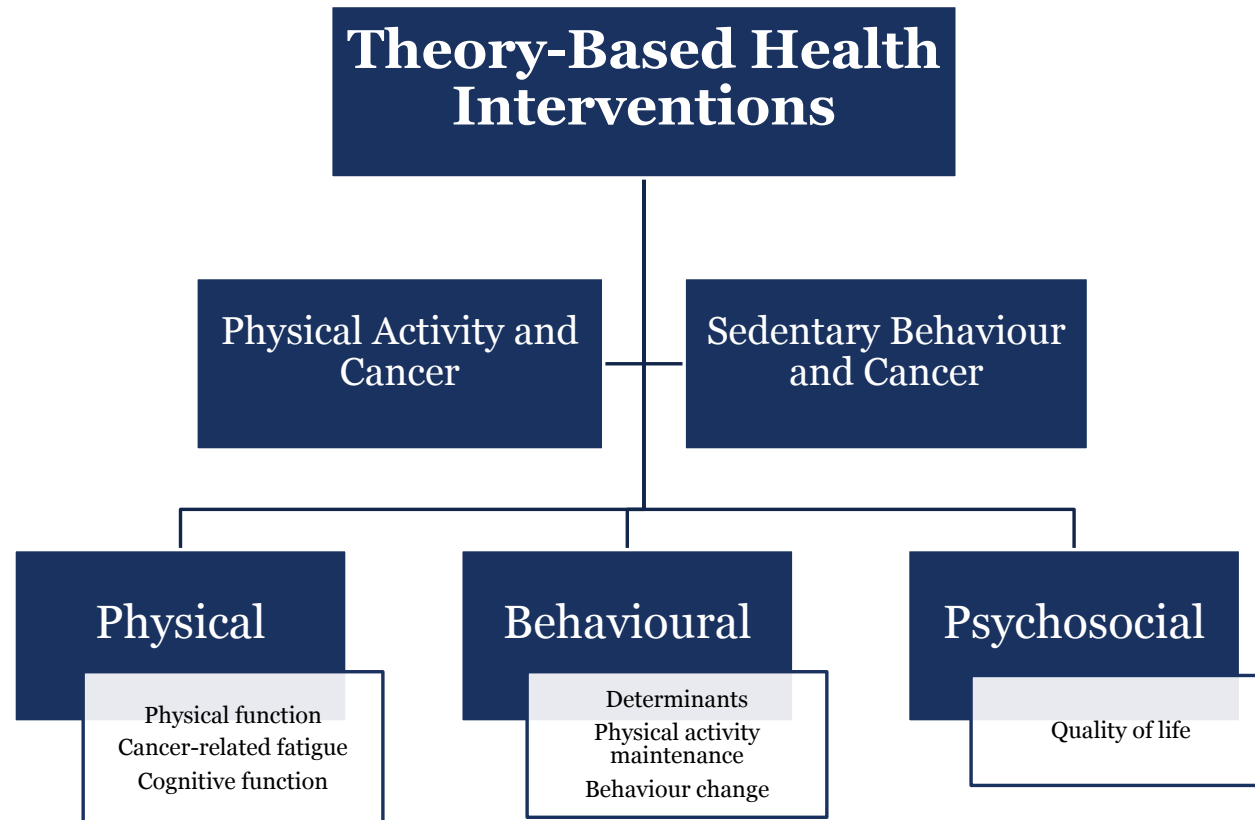 Theory-Based Health
Interventions
Physical Activity and
Cancer
Sedentary Behaviour
and Cancer
Physical
Physical function
Cancer-related fatigue
Cognitive function
Behavioural
Determinants
Physical activity
maintenance
Behaviour change
Psychosocial
Quality of life